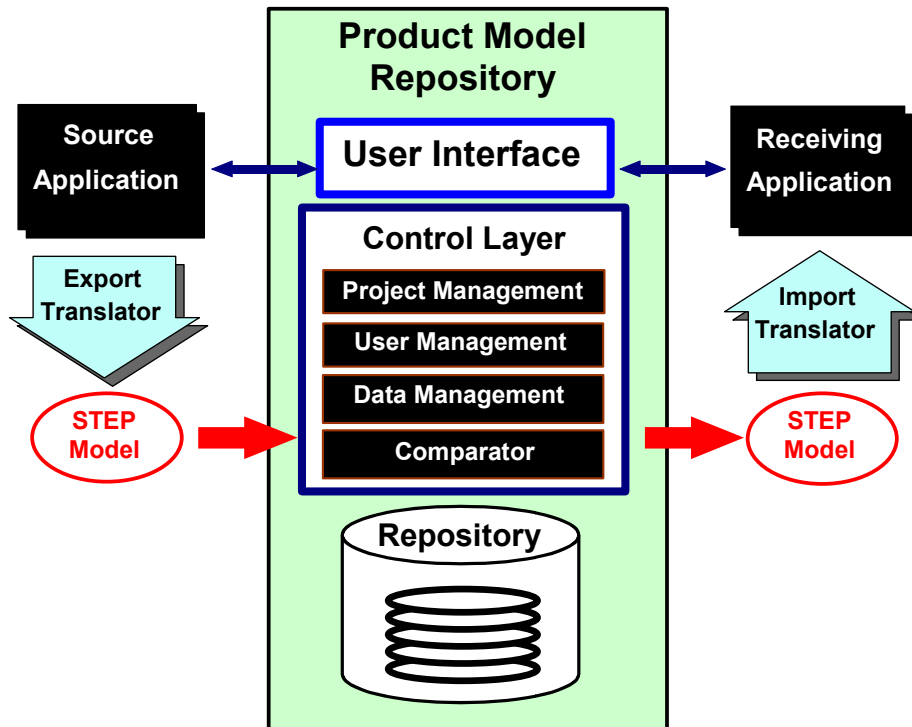 Product Model
Repository
Source
Application
User Interface
Receiving
Application
Control Layer
Export
Translator
Project Management
User Management
Data Management
Comparator
Import
Translator
STEP
Model
STEP
Model
Repository